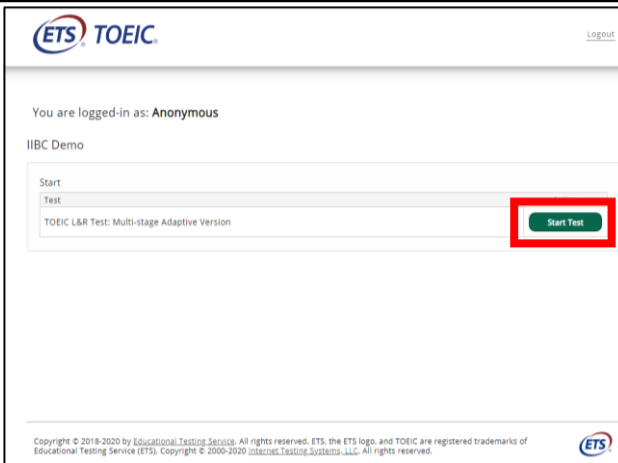 ETS TOEIC®
Logout
You are logged-in as: Anonymous
IIBC Demo
Start
Test
TOEIC L&R Test: Multi-stage Adaptive Version
Start Test
Copyright © 2018-2020 by Educational Testing Service. All rights reserved. ETS, the ETS logo, and TOEIC are registered trademarks of
Educational Testing Service (ETS). Copyright © 2000-2020 Internet Testing Systems, LLC. All rights reserved.
ETS